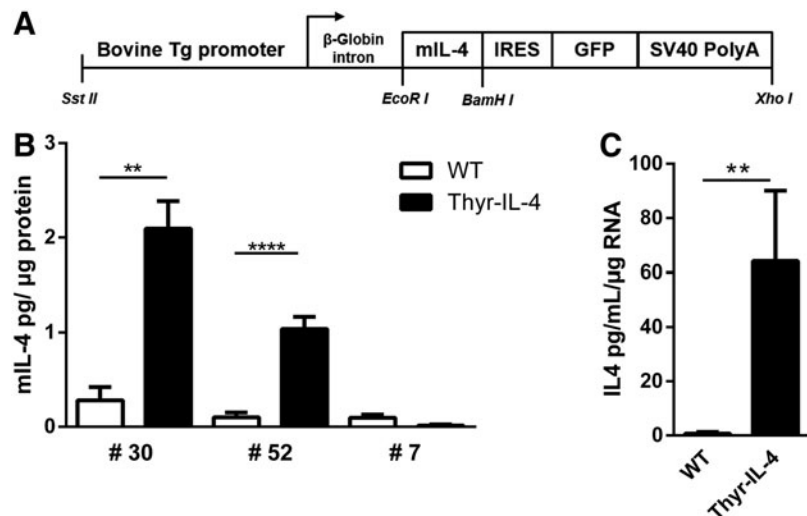 A
Bovine Tg promoter
β-Globin
intron
mIL-4
IRES
GFP
SV40 PolyA
Sst II
EcoR I
BamH I
Xho I
B
mIL-4 pg/ μg protein
3
2
1
0
**
****
WT
Thyr-IL-4
# 30
# 52
# 7
C
IL4 pg/mL/μg RNA
100
80
60
40
20
0
**
WT
Thyr-IL-4